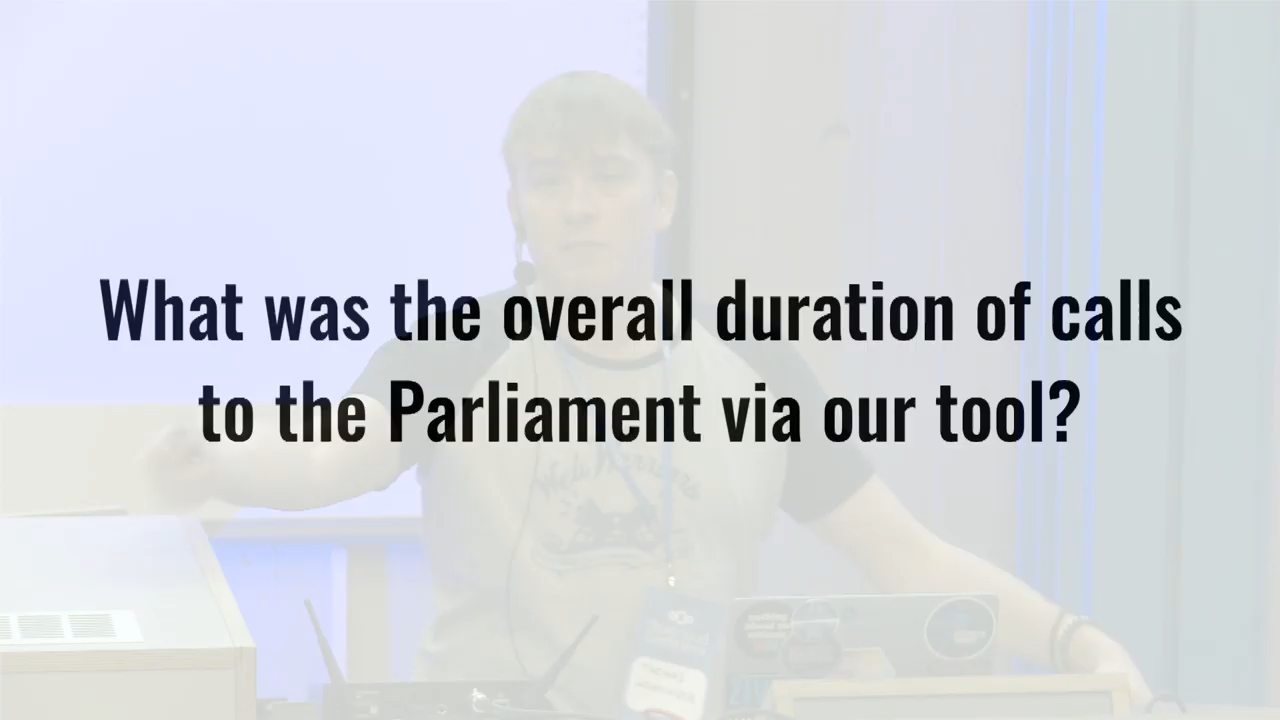 What was the overall duration of calls
to the Parliament via our tool?